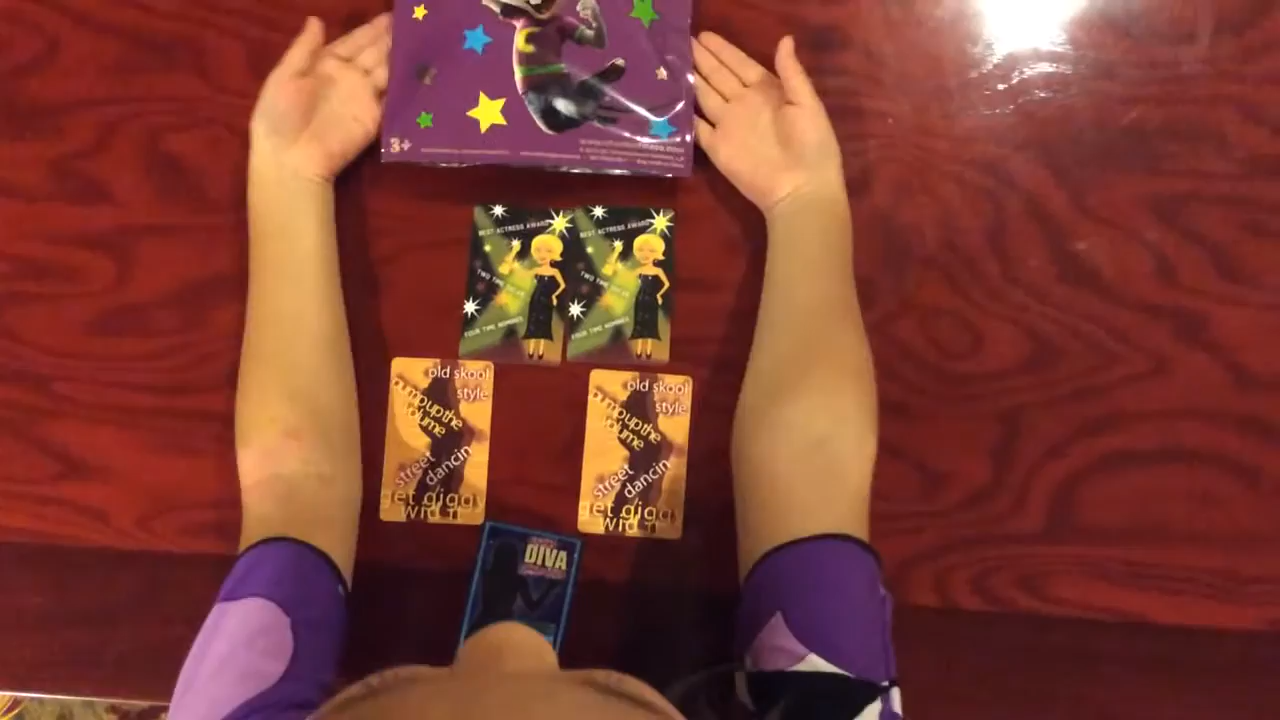 C
3+
BEST ACTRESS AWARD
TWO TIME
FOUR TIME NOMINEE
BEST ACTRESS AWARD
TWO TIME
FOUR TIME NOMINEE
old skool
style
pump up the
volume
street
dancin
get giggy
wid it
old skool
style
pump up the
volume
street
dancin
get gigg
wid it
DIVA